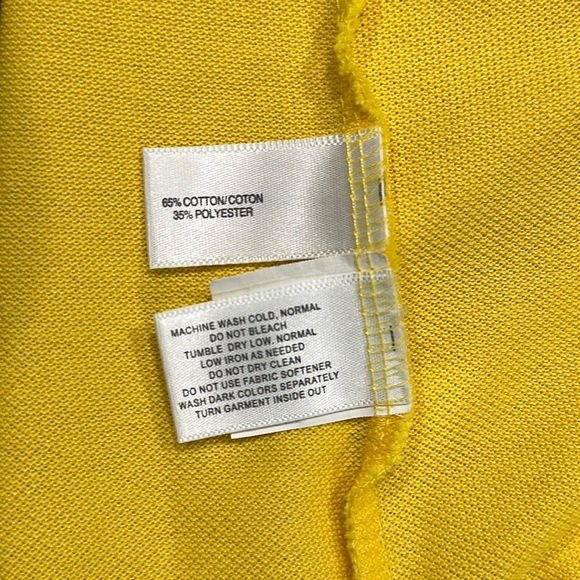 65% COTTON/COTON
35% POLYESTER
MACHINE WASH COLD, NORMAL
DO NOT BLEACH
TUMBLE DRY LOW. NORMAL
LOW IRON AS NEEDED
DO NOT DRY CLEAN
DO NOT USE FABRIC SOFTENER
WASH DARK COLORS SEPARATELY
TURN GARMENT INSIDE OUT